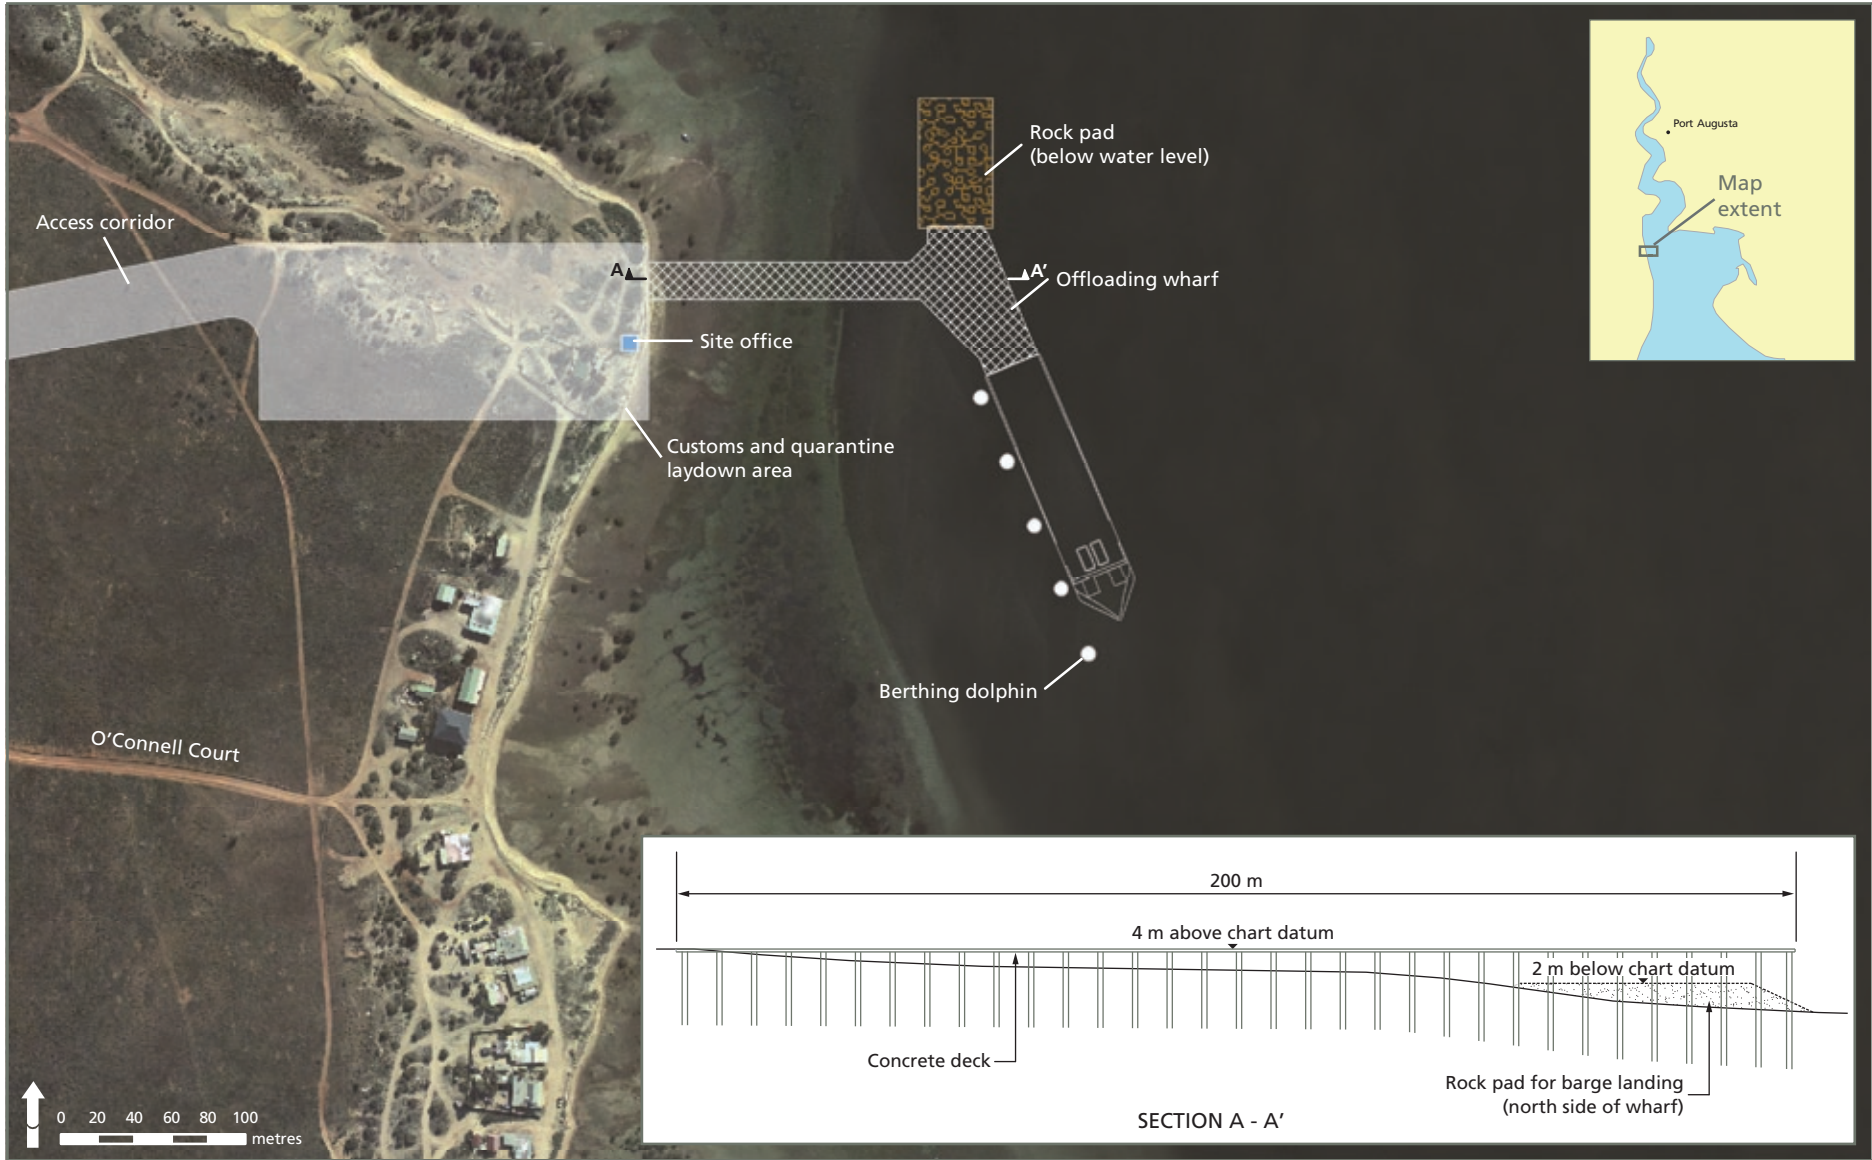 Port Augusta
Map
extent
Rock pad
(below water level)
Access corridor
A
A'
Offloading wharf
Site office
Customs and quarantine
laydown area
Berthing dolphin
O'Connell Court
200 m
4 m above chart datum
2 m below chart datum
Concrete deck
Rock pad for barge landing
(north side of wharf)
SECTION A - A'
0 20 40 60 80 100
metres